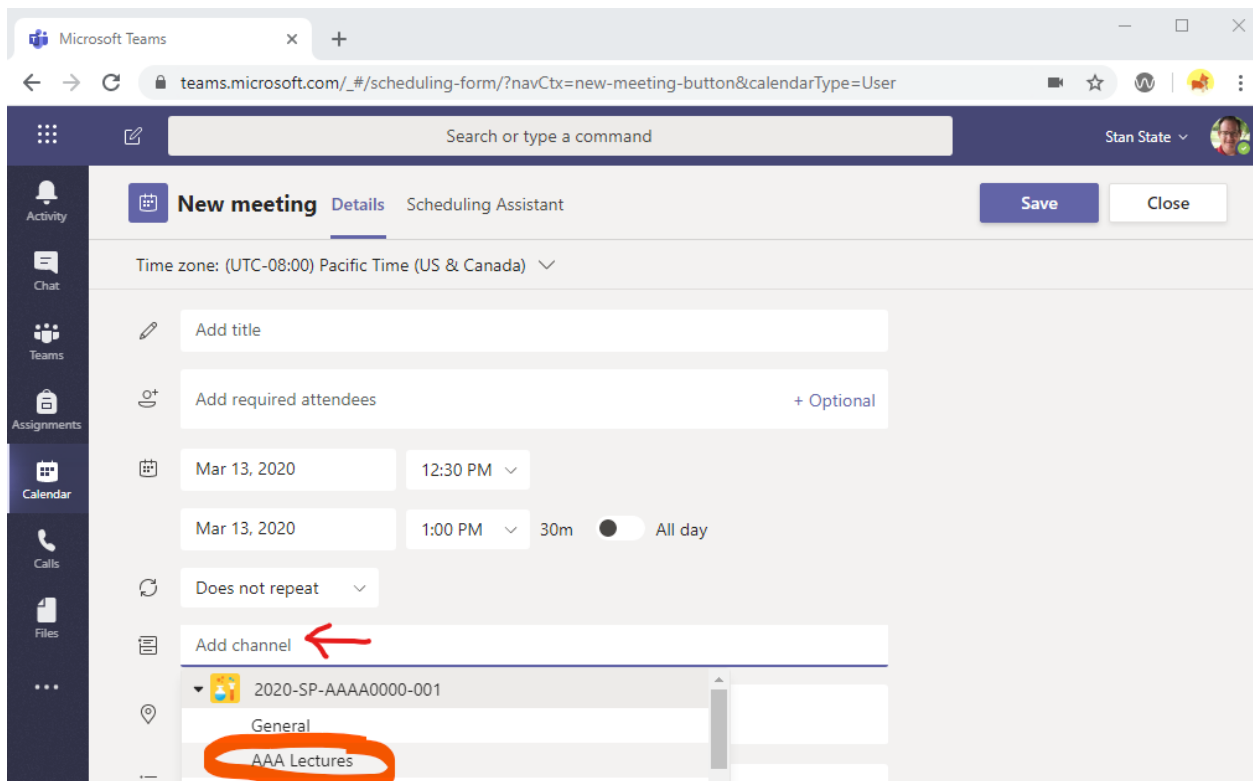 Microsoft Teams
teams.microsoft.com/_#/scheduling-form/?navCtx=new-meeting-button&calendarType=User
Search or type a command
Stan State
Activity
New meeting Details Scheduling Assistant
Save Close
Time zone: (UTC-08:00) Pacific Time (US & Canada)
Chat
Add title
Teams
Add required attendees
+ Optional
Assignments
Mar 13, 2020 12:30 PM
Calendar
Mar 13, 2020 1:00 PM 30m All day
Calls
Does not repeat
Files
Add channel
2020-SP-AAAA0000-001
General
AAA Lectures